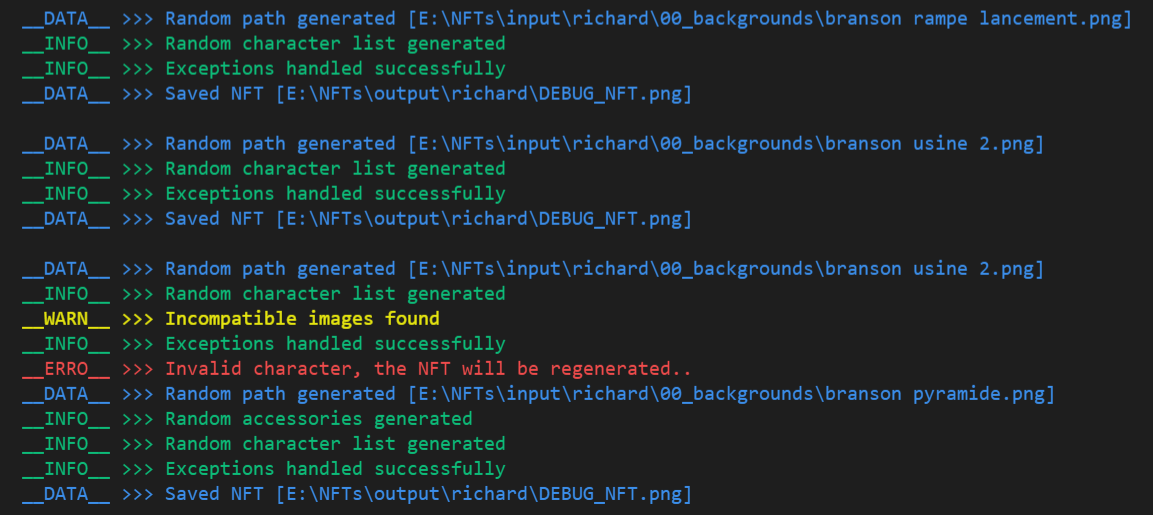 __DATA__ >>> Random path generated [E:\NFTs\input\richard\00_backgrounds\branson rampe lancement.png]
__INFO__ >>> Random character list generated
__INFO__ >>> Exceptions handled successfully
__DATA__ >>> Saved NFT [E:\NFTs\output\richard\DEBUG_NFT.png]
__DATA__ >>> Random path generated [E:\NFTs\input\richard\00_backgrounds\branson usine 2.png]
__INFO__ >>> Random character list generated
__INFO__ >>> Exceptions handled successfully
__DATA__ >>> Saved NFT [E:\NFTs\output\richard\DEBUG_NFT.png]
__DATA__ >>> Random path generated [E:\NFTs\input\richard\00_backgrounds\branson usine 2.png]
__INFO__ >>> Random character list generated
__WARN__ >>> Incompatible images found
__INFO__ >>> Exceptions handled successfully
__ERRO__ >>> Invalid character, the NFT will be regenerated..
__DATA__ >>> Random path generated [E:\NFTs\input\richard\00_backgrounds\branson pyramide.png]
__INFO__ >>> Random accessories generated
__INFO__ >>> Random character list generated
__INFO__ >>> Exceptions handled successfully
__DATA__ >>> Saved NFT [E:\NFTs\output\richard\DEBUG_NFT.png]